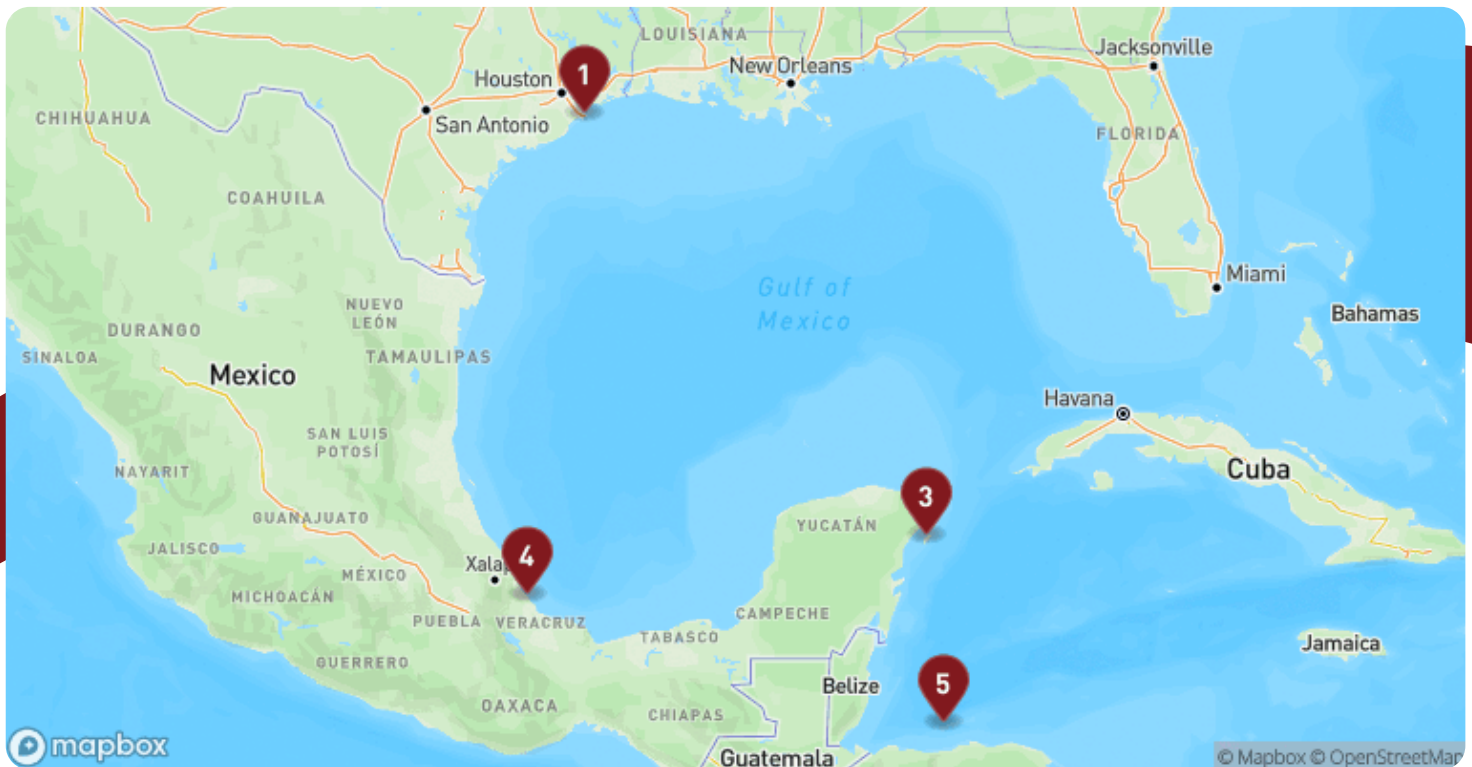 LOUISIANA
Jacksonville
New Orleans
Houston
1
CHIHUAHUA
San Antonio
FLORIDA
COAHUILA
Miami
Gulf of
Mexico
NUEVO
LEÓN
Bahamas
DURANGO
SINALOA
TAMAULIPAS
Mexico
Havana
SAN LUIS
POTOSÍ
NAYARIT
Cuba
3
GUANAJUATO
YUCATÁN
JALISCO
4
Xala
MÉXICO
MICHOACÁN
PUEBLA
VERACRUZ
CAMPECHE
TABASCO
Jamaica
GUERRERO
Belize
5
OAXACA
CHIAPAS
mapbox
Guatemala
© Mapbox © OpenStreetMap